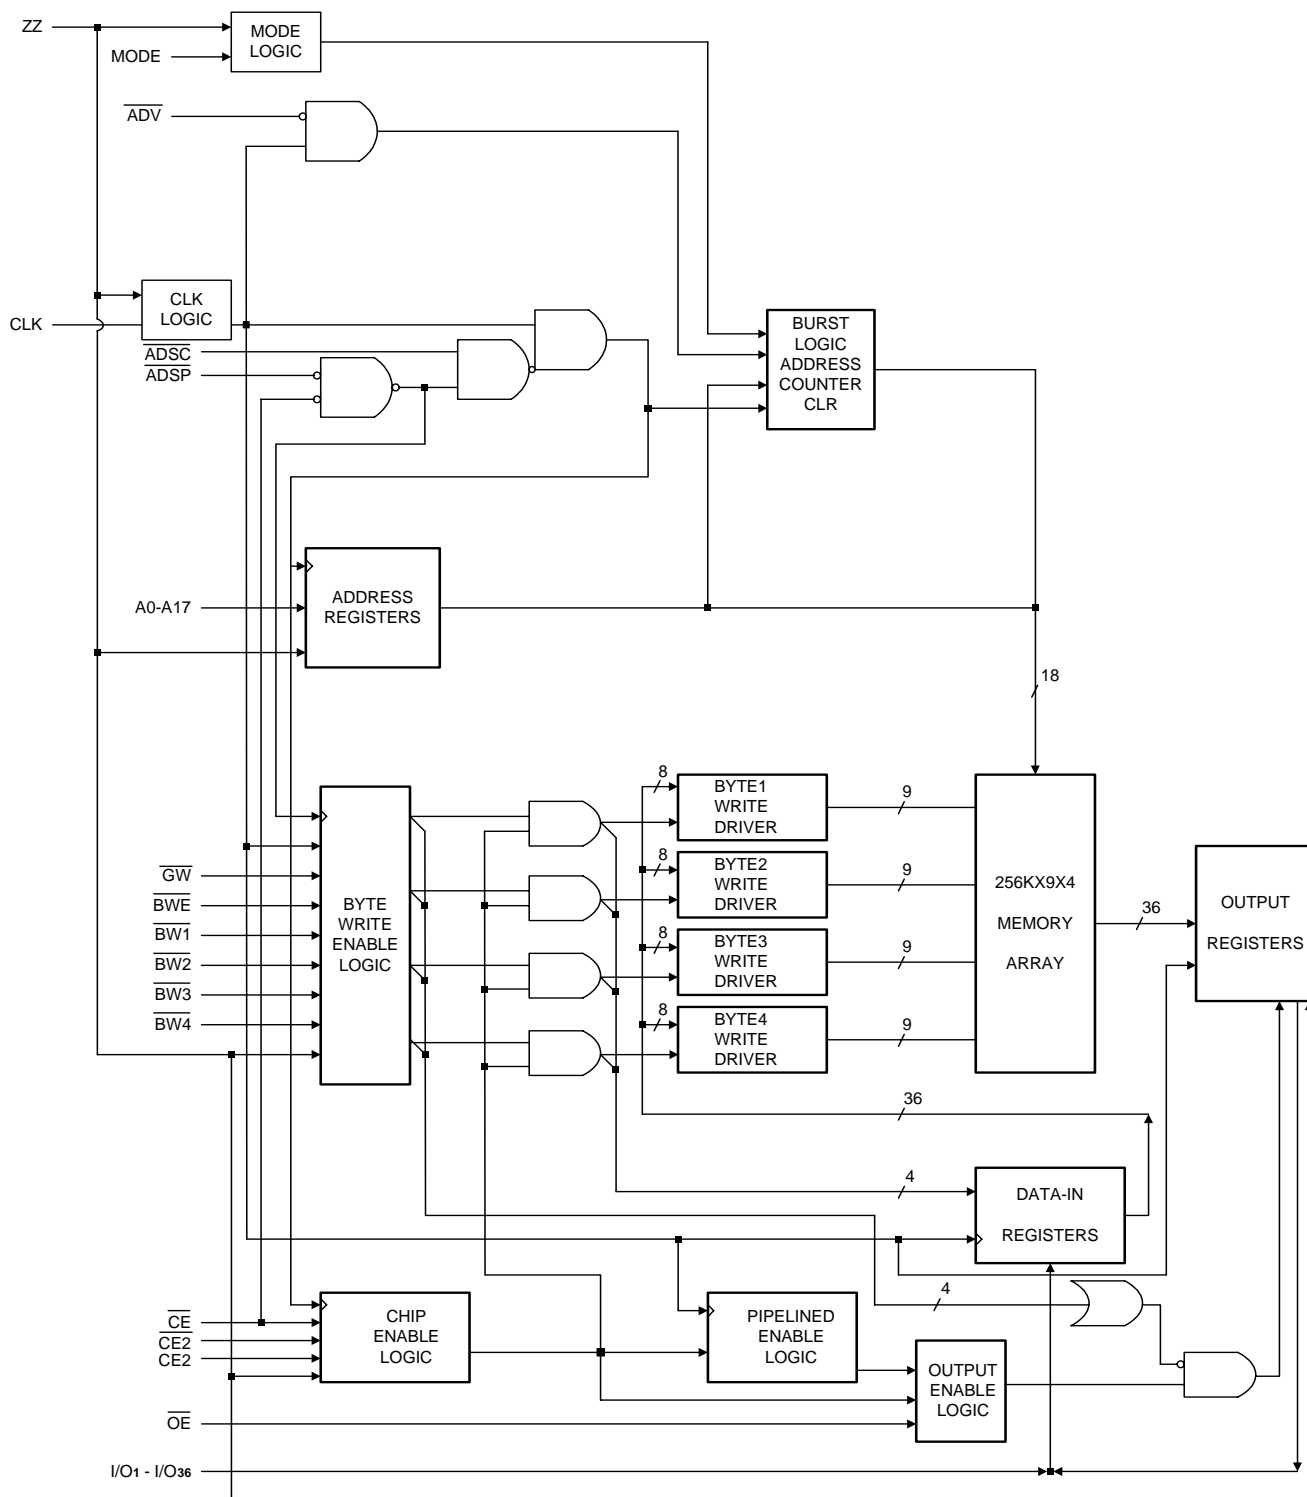 ZZ
MODE
LOGIC
MODE
ADV
CLK
LOGIC
CLK
ADSC
ADSP
BURST
LOGIC
ADDRESS
COUNTER
CLR
ADDRESS
REGISTERS
A0-A17
18
8
BYTE1
WRITE
DRIVER
9
8
BYTE2
WRITE
DRIVER
9
8
BYTE3
WRITE
DRIVER
9
8
BYTE4
WRITE
DRIVER
9
GW
BWE
BW1
BW2
BW3
BW4
BYTE
WRITE
ENABLE
LOGIC
256KX9X4
MEMORY
ARRAY
36
OUTPUT
REGISTERS
36
4
DATA-IN
REGISTERS
4
CE
CE2
CE2
CHIP
ENABLE
LOGIC
PIPELINED
ENABLE
LOGIC
OUTPUT
ENABLE
LOGIC
OE
I/O1 - I/O36